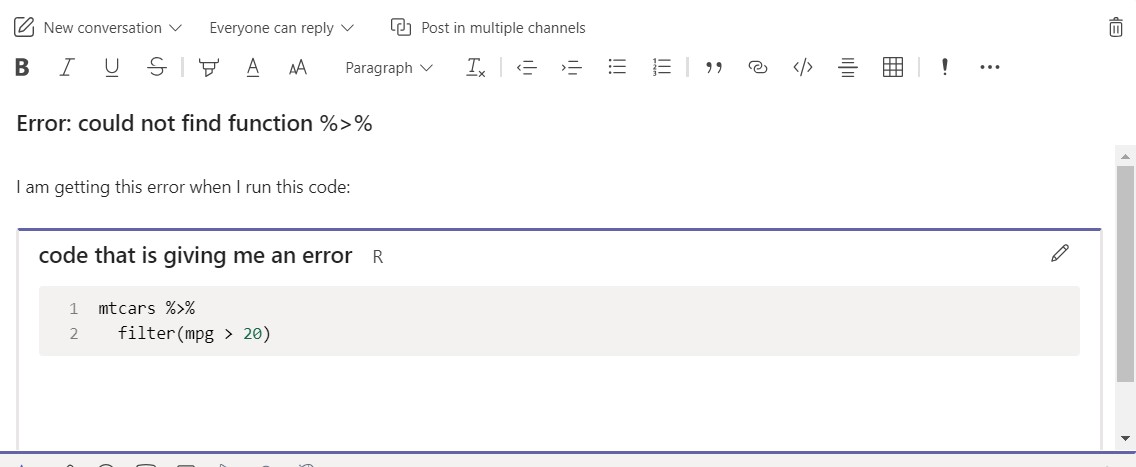 New conversation Everyone can reply Post in multiple channels
B I U S A AA Paragraph Tx </> ! ...
Error: could not find function %>%
I am getting this error when I run this code:
code that is giving me an error R
1 mtcars %>%
2 filter(mpg > 20)